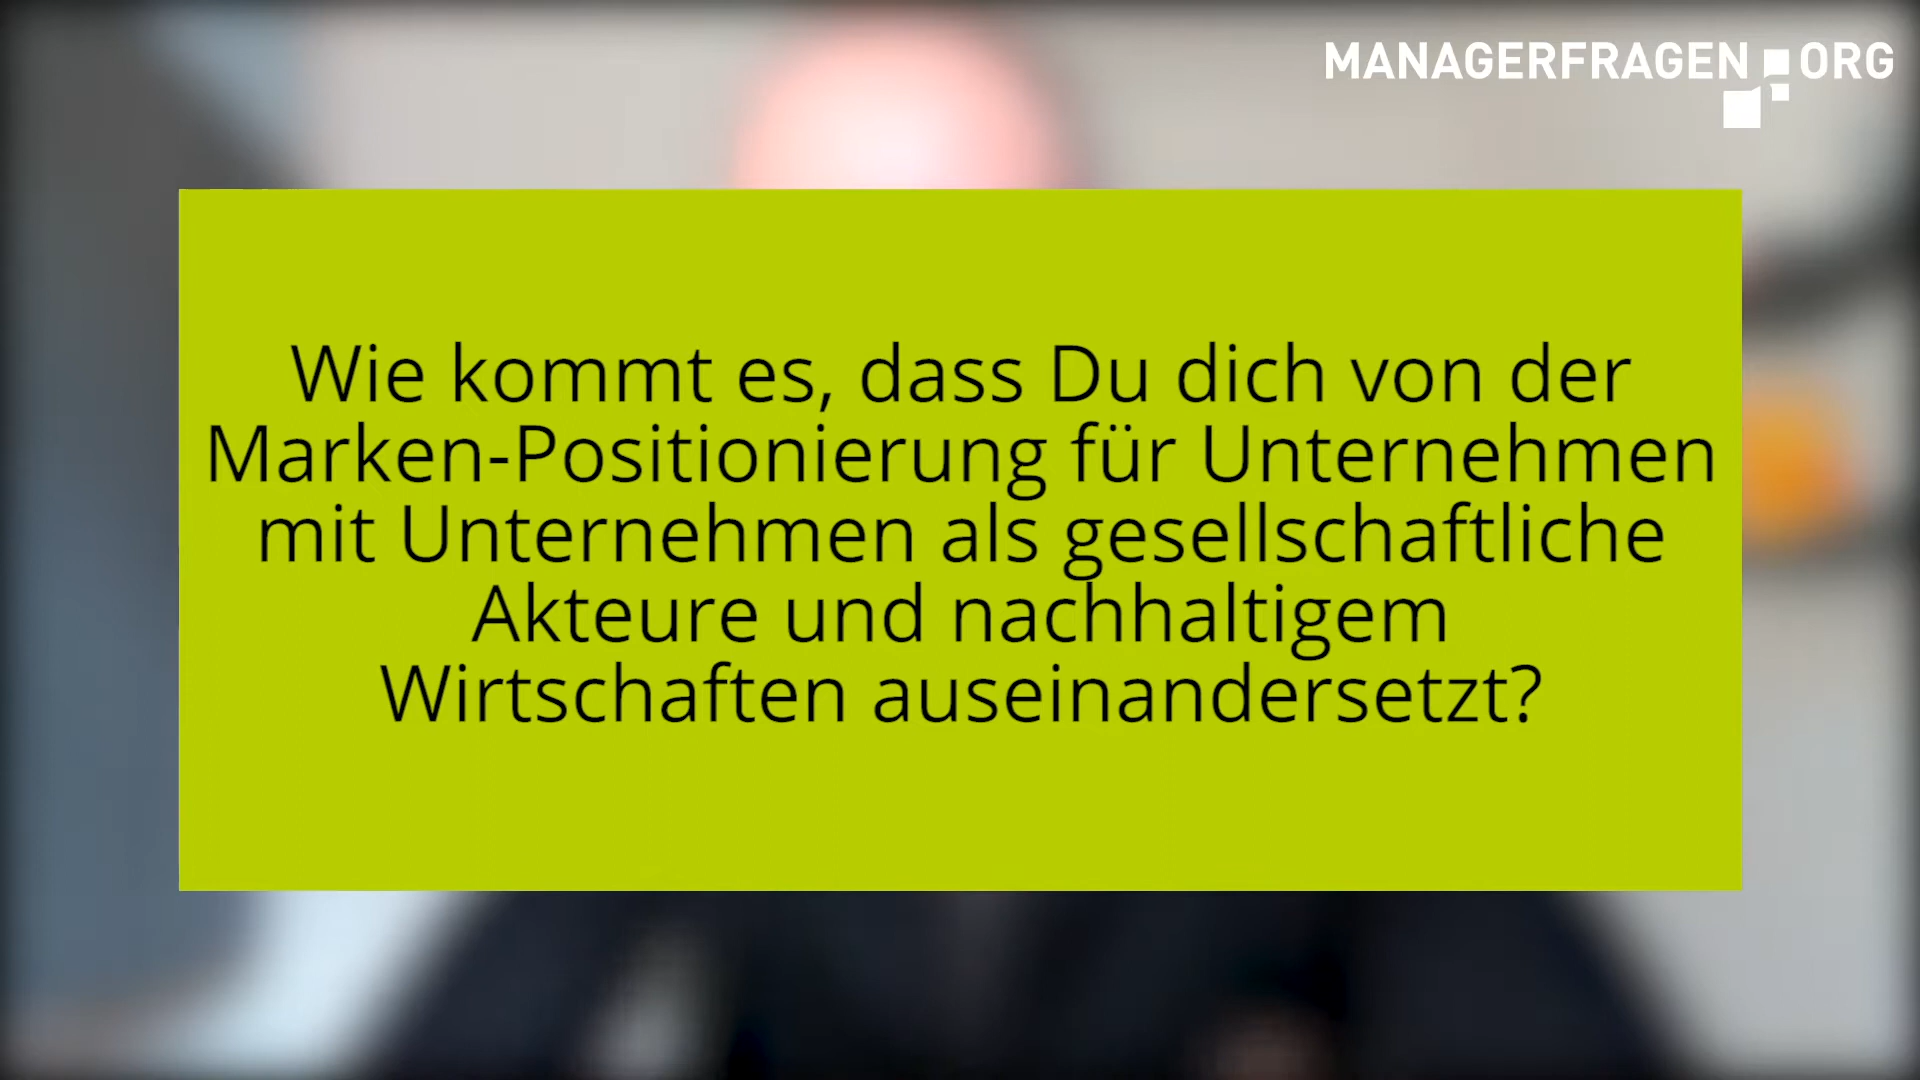 MANAGERFRAGEN.ORG
Wie kommt es, dass Du dich von der
Marken-Positionierung für Unternehmen
mit Unternehmen als gesellschaftliche
Akteure und nachhaltigem
Wirtschaften auseinandersetzt?